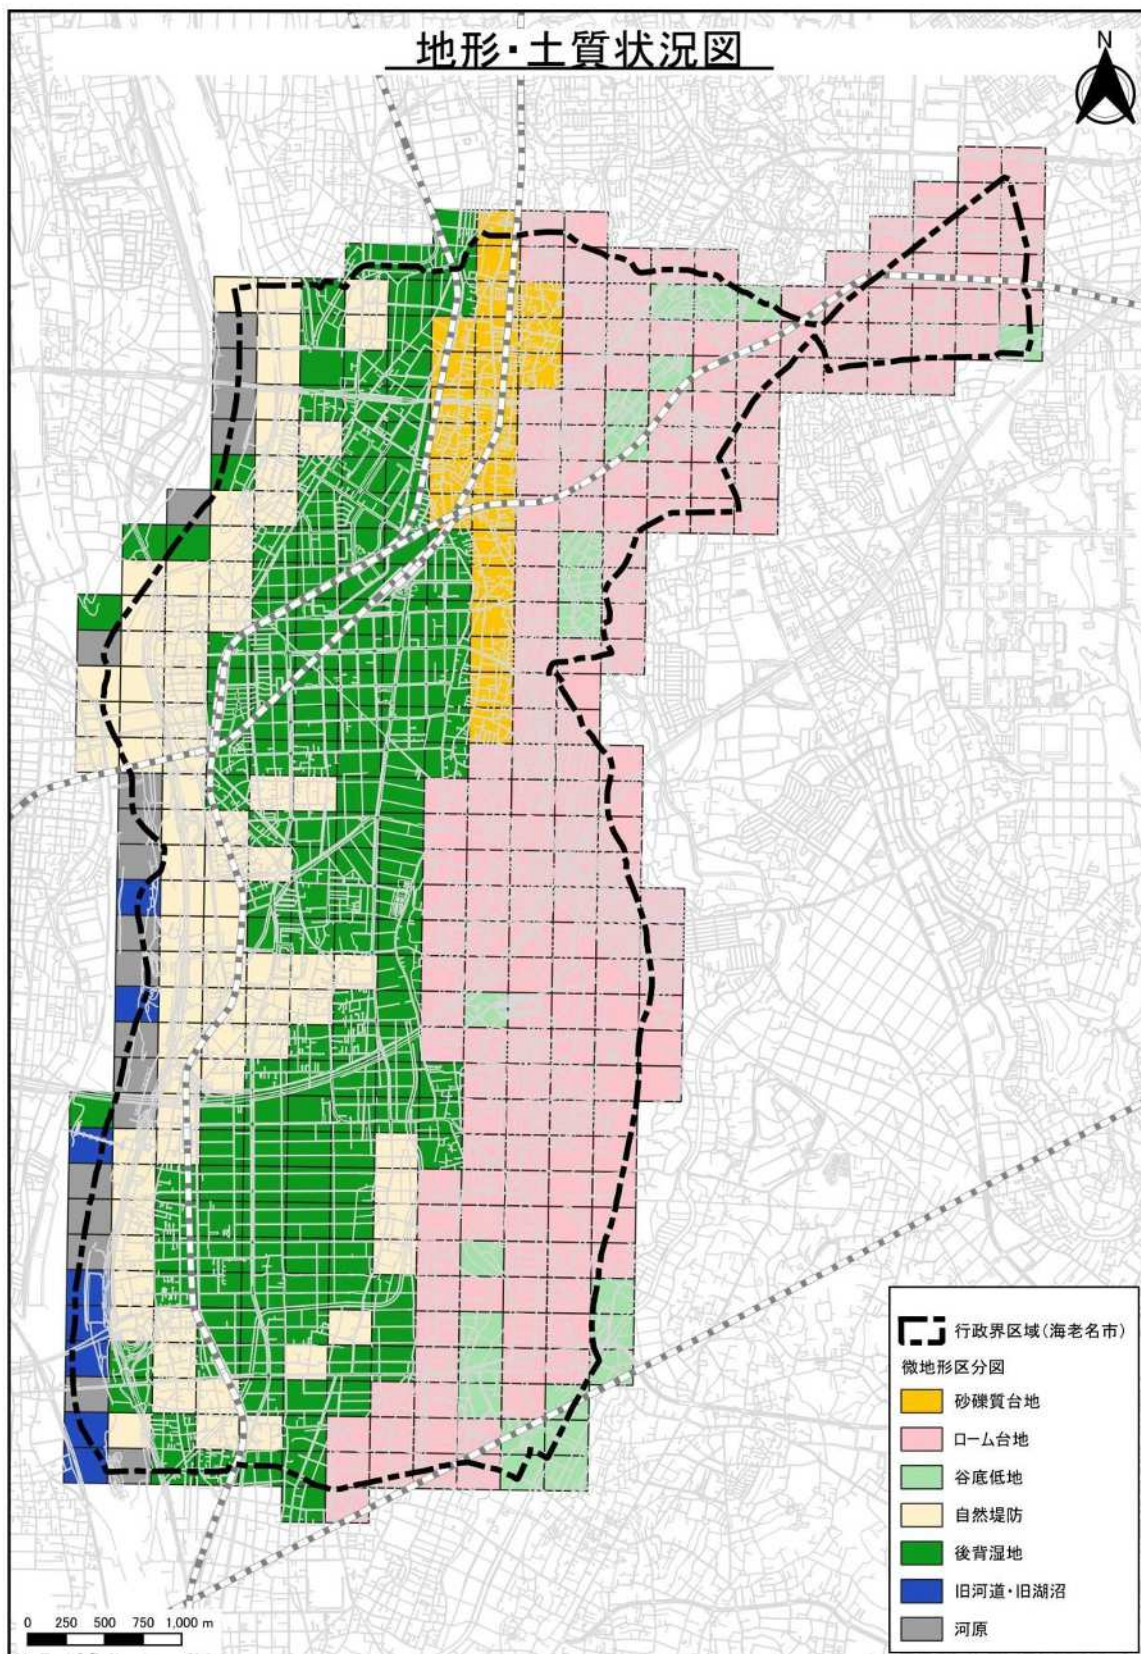 地形・土質状況図
N
行政界区域(海老名市)
微地形区分図
砂礫質台地
ローム台地
谷底低地
自然堤防
後背湿地
旧河道・旧湖沼
河原
0 250 500 750 1,000 m